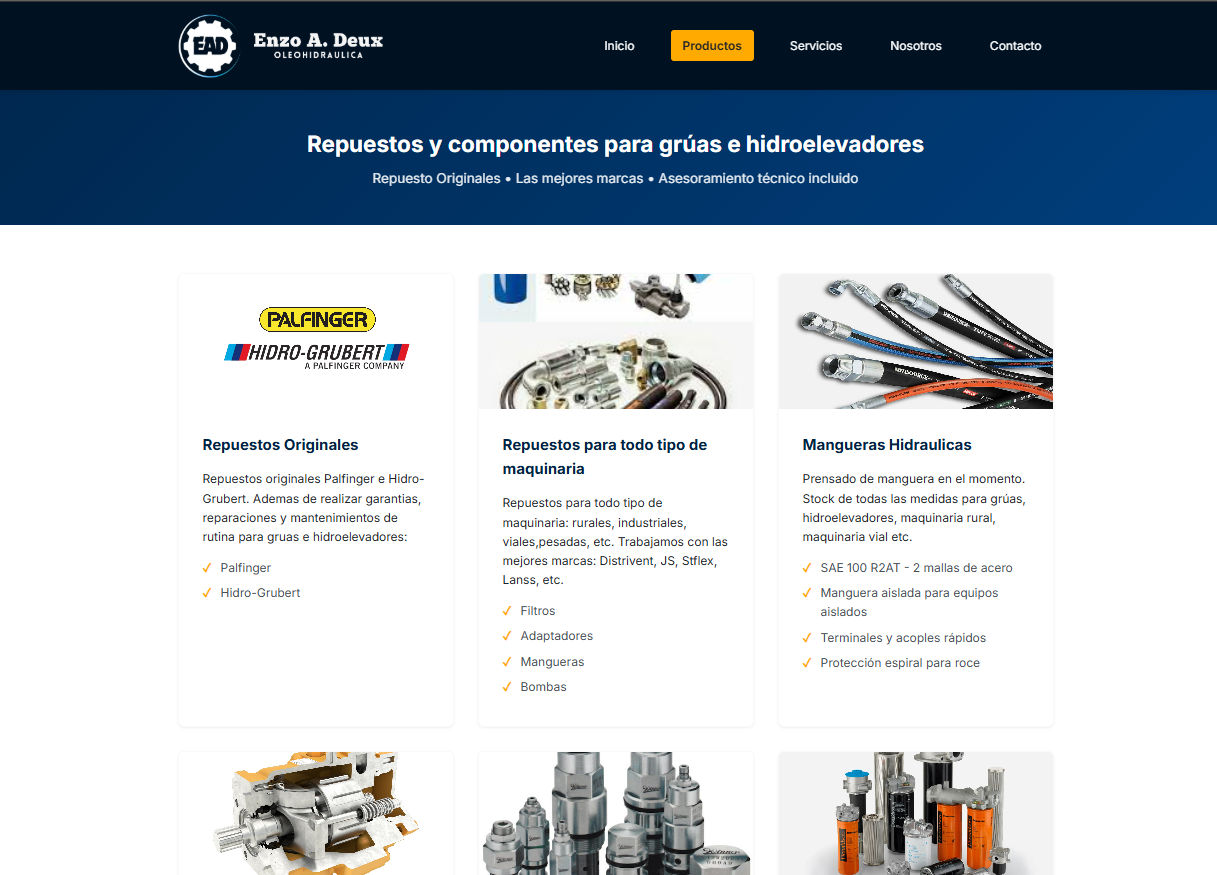 EAD
Enzo A. Deux
OLEOHIDRAULICA
Inicio
Productos
Servicios
Nosotros
Contacto
Repuestos y componentes para grúas e hidroelevadores
Repuesto Originales • Las mejores marcas • Asesoramiento técnico incluido
PALFINGER
HIDRO-GRUBERT
A PALFINGER COMPANY
Repuestos Originales
Repuestos originales Palfinger e Hidro-
Grubert. Ademas de realizar garantias,
reparaciones y mantenimientos de
rutina para gruas e hidroelevadores:
✓ Palfinger
✓ Hidro-Grubert
Repuestos para todo tipo de
maquinaria
Repuestos para todo tipo de
maquinaria: rurales, industriales,
viales,pesadas, etc. Trabajamos con las
mejores marcas: Distrivent, JS, Stflex,
Lanss, etc.
✓ Filtros
✓ Adaptadores
✓ Mangueras
✓ Bombas
Mangueras Hidraulicas
Prensado de manguera en el momento.
Stock de todas las medidas para grúas,
hidroelevadores, maquinaria rural,
maquinaria vial etc.
✓ SAE 100 R2AT - 2 mallas de acero
✓ Manguera aislada para equipos
aislados
✓ Terminales y acoples rápidos
✓ Protección espiral para roce